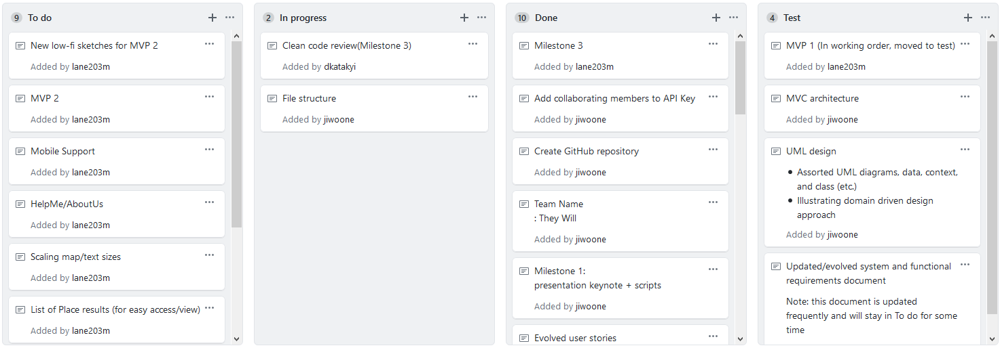 9 To do
New low-fi sketches for MVP 2
Added by lane203m
MVP 2
Added by lane203m
Mobile Support
Added by lane203m
HelpMe/AboutUs
Added by lane203m
Scaling map/text sizes
Added by lane203m
List of Place results (for easy access/view)
Added by lane203m
2 In progress
Clean code review(Milestone 3)
Added by dkatakyi
File structure
Added by jiwoone
10 Done
Milestone 3
Added by lane203m
Add collaborating members to API Key
Added by jiwoone
Create GitHub repository
Added by jiwoone
Team Name
: They Will
Added by jiwoone
Milestone 1:
presentation keynote + scripts
Added by jiwoone
Evolved user stories
4 Test
MVP 1 (In working order, moved to test)
Added by lane203m
MVC architecture
Added by jiwoone
UML design
• Assorted UML diagrams, data, context,
and class (etc.)
• Illustrating domain driven design
approach
Added by jiwoone
Updated/evolved system and functional
requirements document
Note: this document is updated
frequently and will stay in To do for some
time